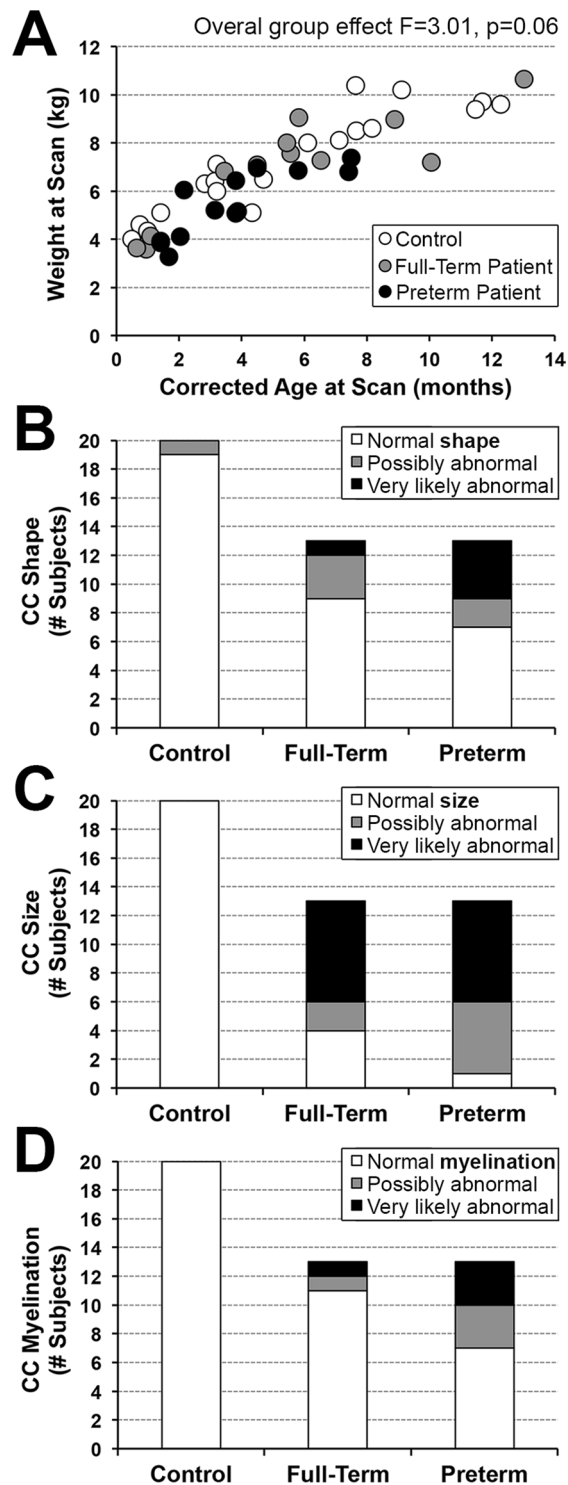 A
Overal group effect F=3.01, p=0.06
Weight at Scan (kg)
12
10
8
6
4
2
0
Control
Full-Term Patient
Preterm Patient
0 2 4 6 8 10 12 14
Corrected Age at Scan (months)
B
CC Shape
(# Subjects)
20
18
16
14
12
10
8
6
4
2
0
Normal shape
Possibly abnormal
Very likely abnormal
Control Full-Term Preterm
C
CC Size
(# Subjects)
20
18
16
14
12
10
8
6
4
2
0
Normal size
Possibly abnormal
Very likely abnormal
Control Full-Term Preterm
D
CC Myelination
(# Subjects)
20
18
16
14
12
10
8
6
4
2
0
Normal myelination
Possibly abnormal
Very likely abnormal
Control Full-Term Preterm